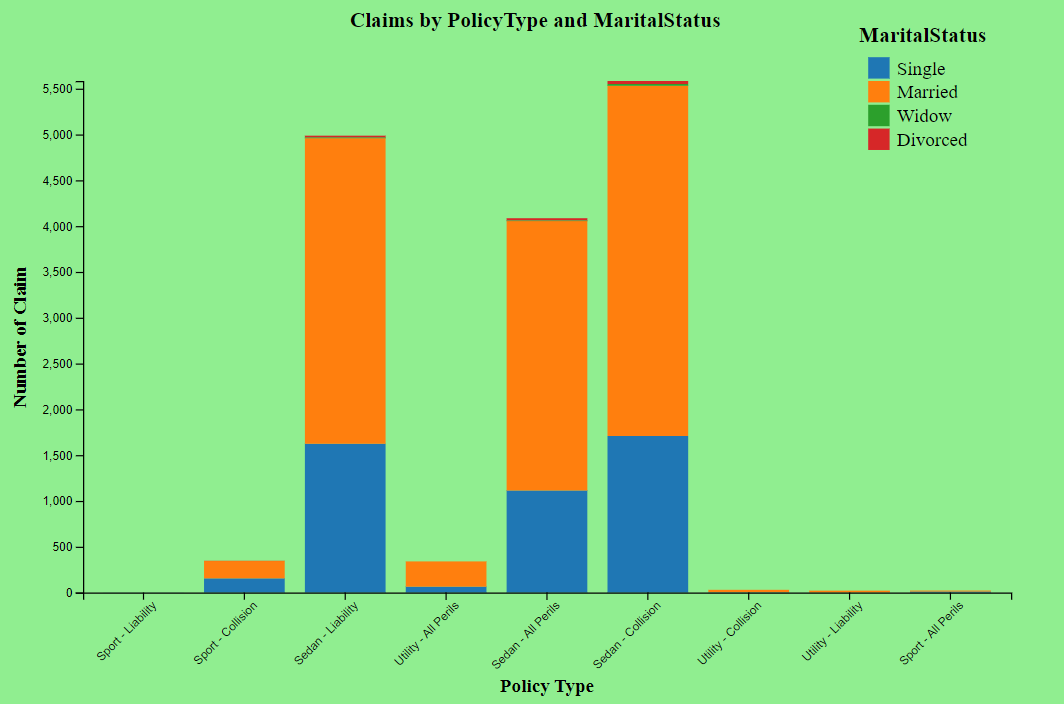 Claims by PolicyType and MaritalStatus
MaritalStatus
Single
Married
Widow
Divorced
Number of Claim
5,500
5,000
4,500
4,000
3,500
3,000
2,500
2,000
1,500
1,000
500
0
Sport - Liability
Sport - Collision
Sedan - Liability
Utility - All Perils
Sedan - All Perils
Sedan - Collision
Utility - Collision
Utility - Liability
Sport - All Perils
Policy Type